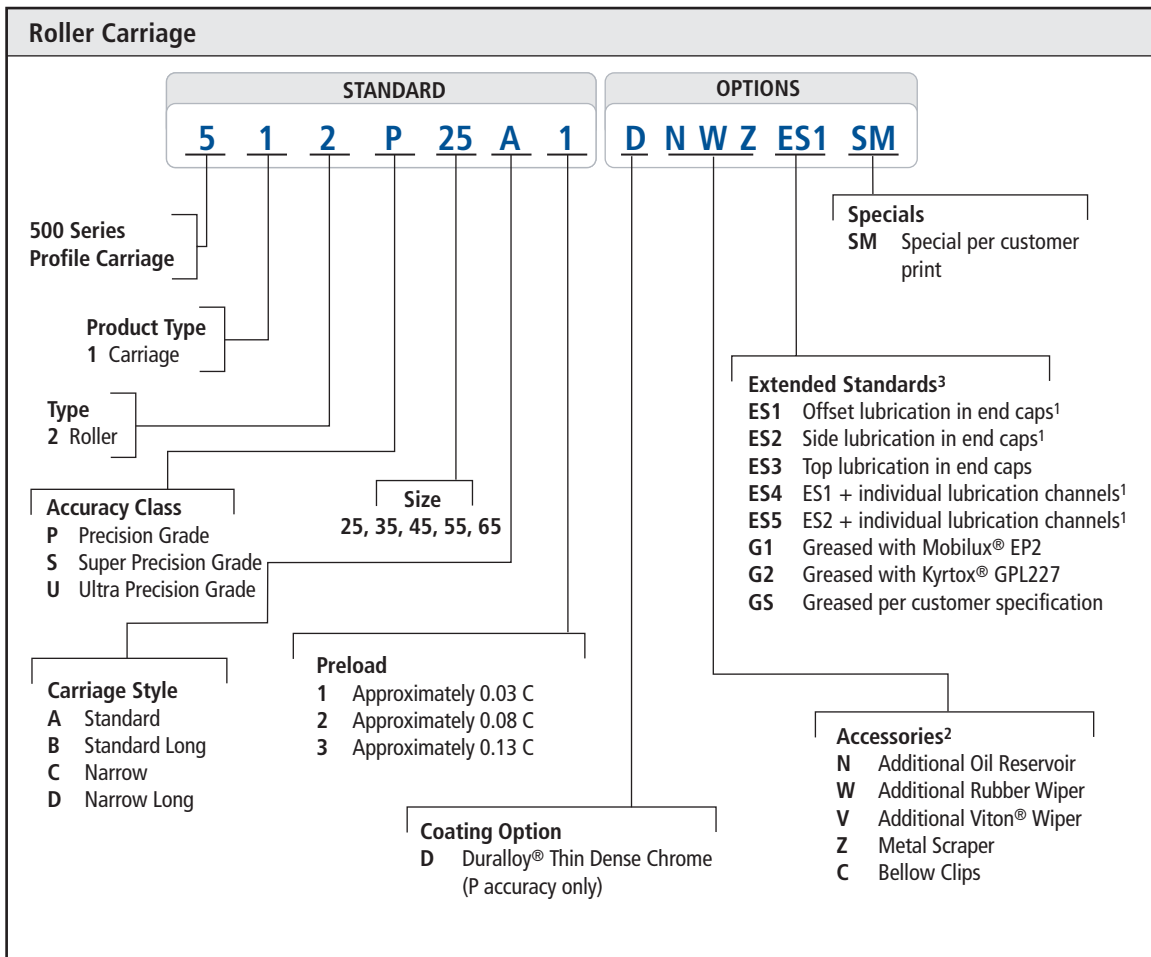 Roller Carriage
STANDARD
OPTIONS
5 1 2 P 25 A 1 D N W Z ES1 SM
500 Series
Profile Carriage
Product Type
1 Carriage
Type
2 Roller
Accuracy Class
P Precision Grade
S Super Precision Grade
U Ultra Precision Grade
Size
25, 35, 45, 55, 65
Carriage Style
A Standard
B Standard Long
C Narrow
D Narrow Long
Preload
1 Approximately 0.03 C
2 Approximately 0.08 C
3 Approximately 0.13 C
Coating Option
D Duralloy® Thin Dense Chrome
(P accuracy only)
Specials
SM Special per customer
print
Extended Standards³
ES1 Offset lubrication in end caps¹
ES2 Side lubrication in end caps¹
ES3 Top lubrication in end caps
ES4 ES1 + individual lubrication channels¹
ES5 ES2 + individual lubrication channels¹
G1 Greased with Mobilux® EP2
G2 Greased with Kyrtox® GPL227
GS Greased per customer specification
Accessories²
N Additional Oil Reservoir
W Additional Rubber Wiper
V Additional Viton® Wiper
Z Metal Scraper
C Bellow Clips